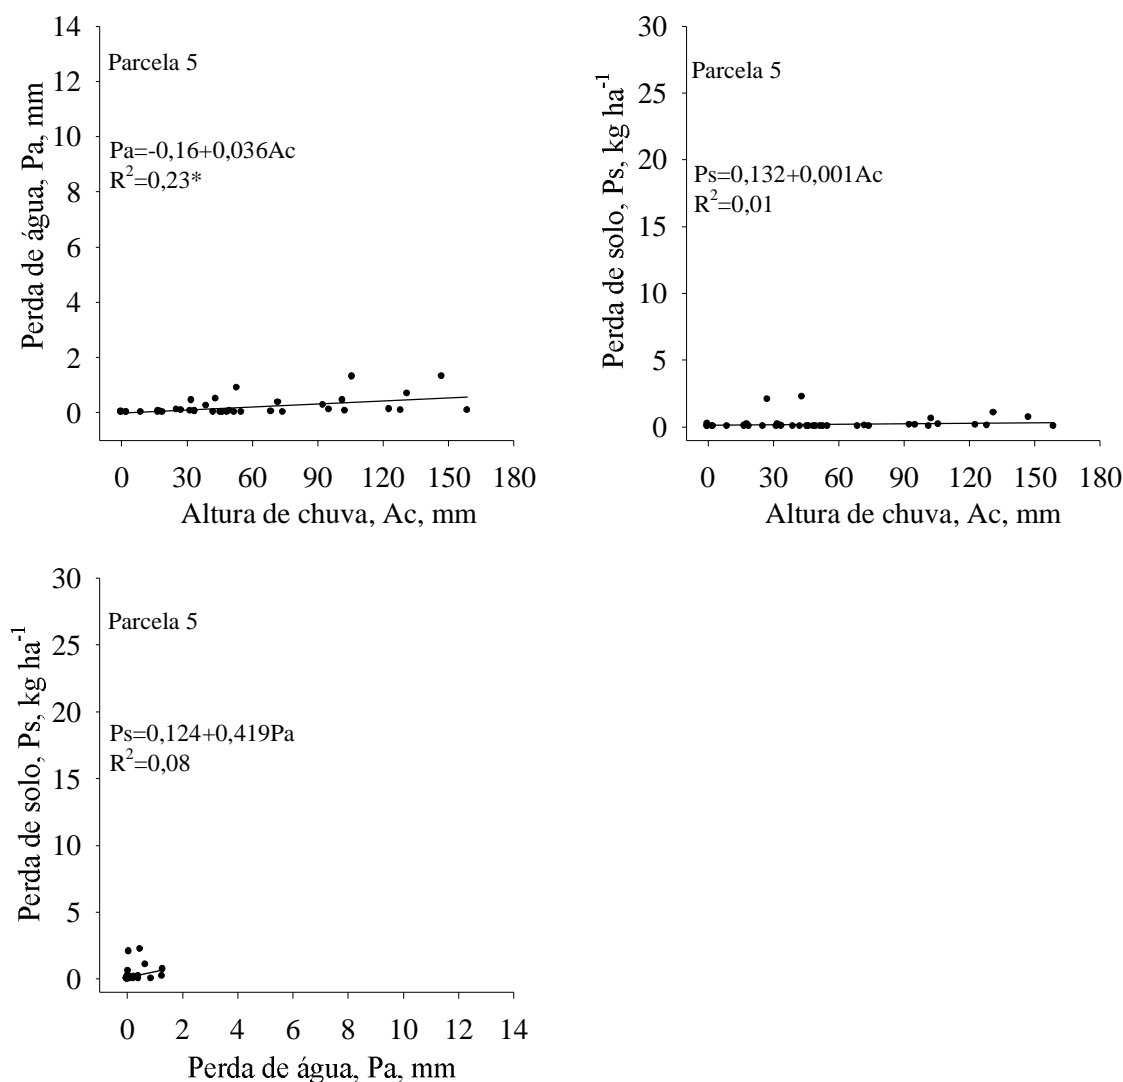 14
12
10
8
6
4
2
0
Perda de água, Pa, mm
Parcela 5
Pa=-0,16+0,036Ac
R²=0,23*
0 30 60 90 120 150 180
Altura de chuva, Ac, mm
30
25
20
15
10
5
0
Perda de solo, Ps, kg ha⁻¹
Parcela 5
Ps=0,132+0,001Ac
R²=0,01
0 30 60 90 120 150 180
Altura de chuva, Ac, mm
30
25
20
15
10
5
0
Perda de solo, Ps, kg ha⁻¹
Parcela 5
Ps=0,124+0,419Pa
R²=0,08
0 2 4 6 8 10 12 14
Perda de água, Pa, mm